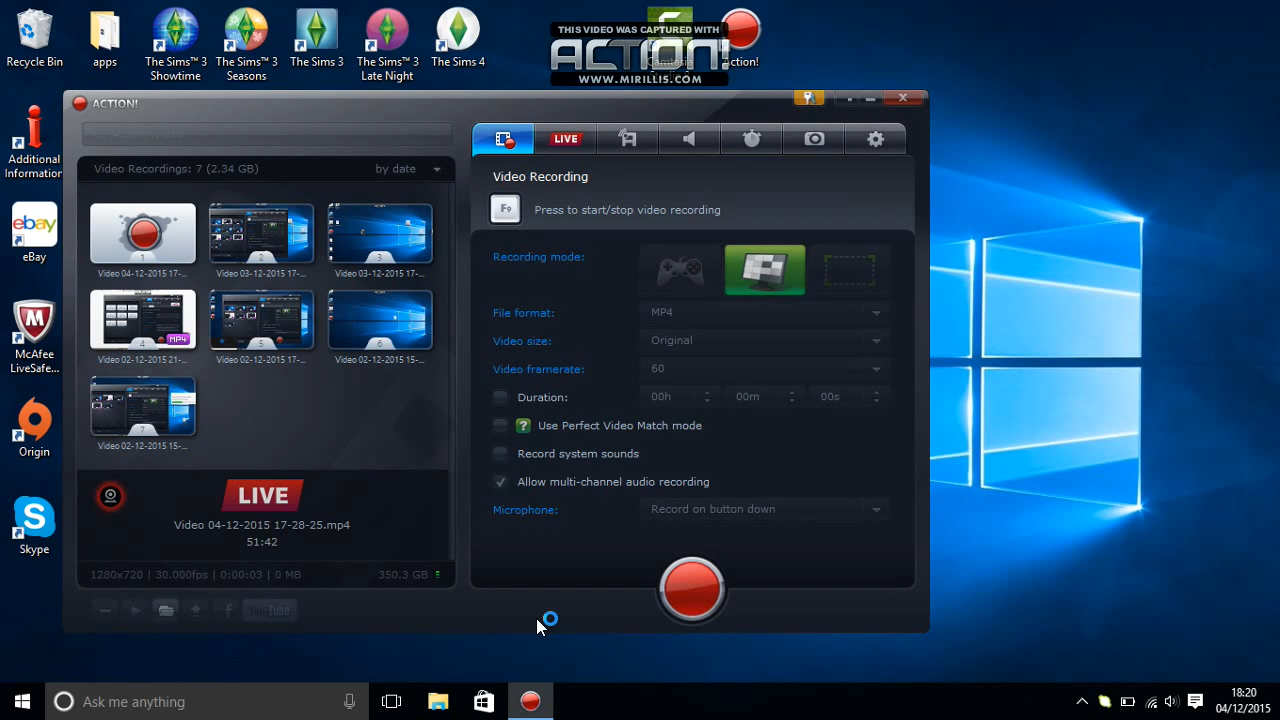 Recycle Bin
apps
The Sims™ 3
Showtime
The Sims™ 3
Seasons
The Sims 3
The Sims™ 3
Late Night
The Sims 4
THIS VIDEO WAS CAPTURED WITH
ACTION!
WWW.MIRILLIS.COM
Action!
Additional
Information
ebay
eBay
McAfee
LiveSafe...
Origin
Skype
ACTION!
Video Recordings: 7 (2.34 GB)
by date
1
Video 04-12-2015 17-...
2
Video 03-12-2015 17-...
3
Video 03-12-2015 17-...
4
MP4
Video 02-12-2015 21-...
5
Video 02-12-2015 17-...
6
Video 02-12-2015 15-...
7
Video 02-12-2015 15-...
LIVE
Video 04-12-2015 17-28-25.mp4
51:42
1280x720 | 30.000fps | 0:00:03 | 0 MB
350.3 GB
YouTube
LIVE
Video Recording
F9
Press to start/stop video recording
Recording mode:
File format:
MP4
Video size:
Original
Video framerate:
60
Duration:
00h
00m
00s
? Use Perfect Video Match mode
Record system sounds
Allow multi-channel audio recording
Microphone:
Record on button down
Ask me anything
18:20
04/12/2015